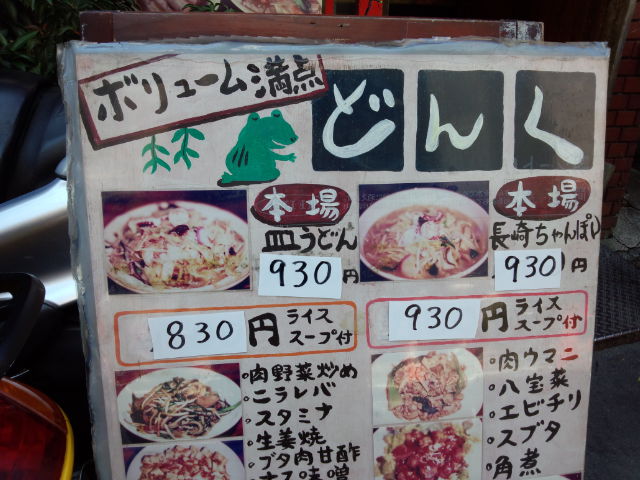 ボリューム満点
どんく
本場
皿うどん
930円
本場
長崎ちゃんぽん
930円
830円 ライス スープ付
930円 ライス スープ付
・肉野菜炒め
・ニラレバ
・スタミナ
・生姜焼
・ブタ肉甘酢
・ナス味噌
・肉ウマニ
・八宝菜
・エビチリ
・スブタ
・角煮